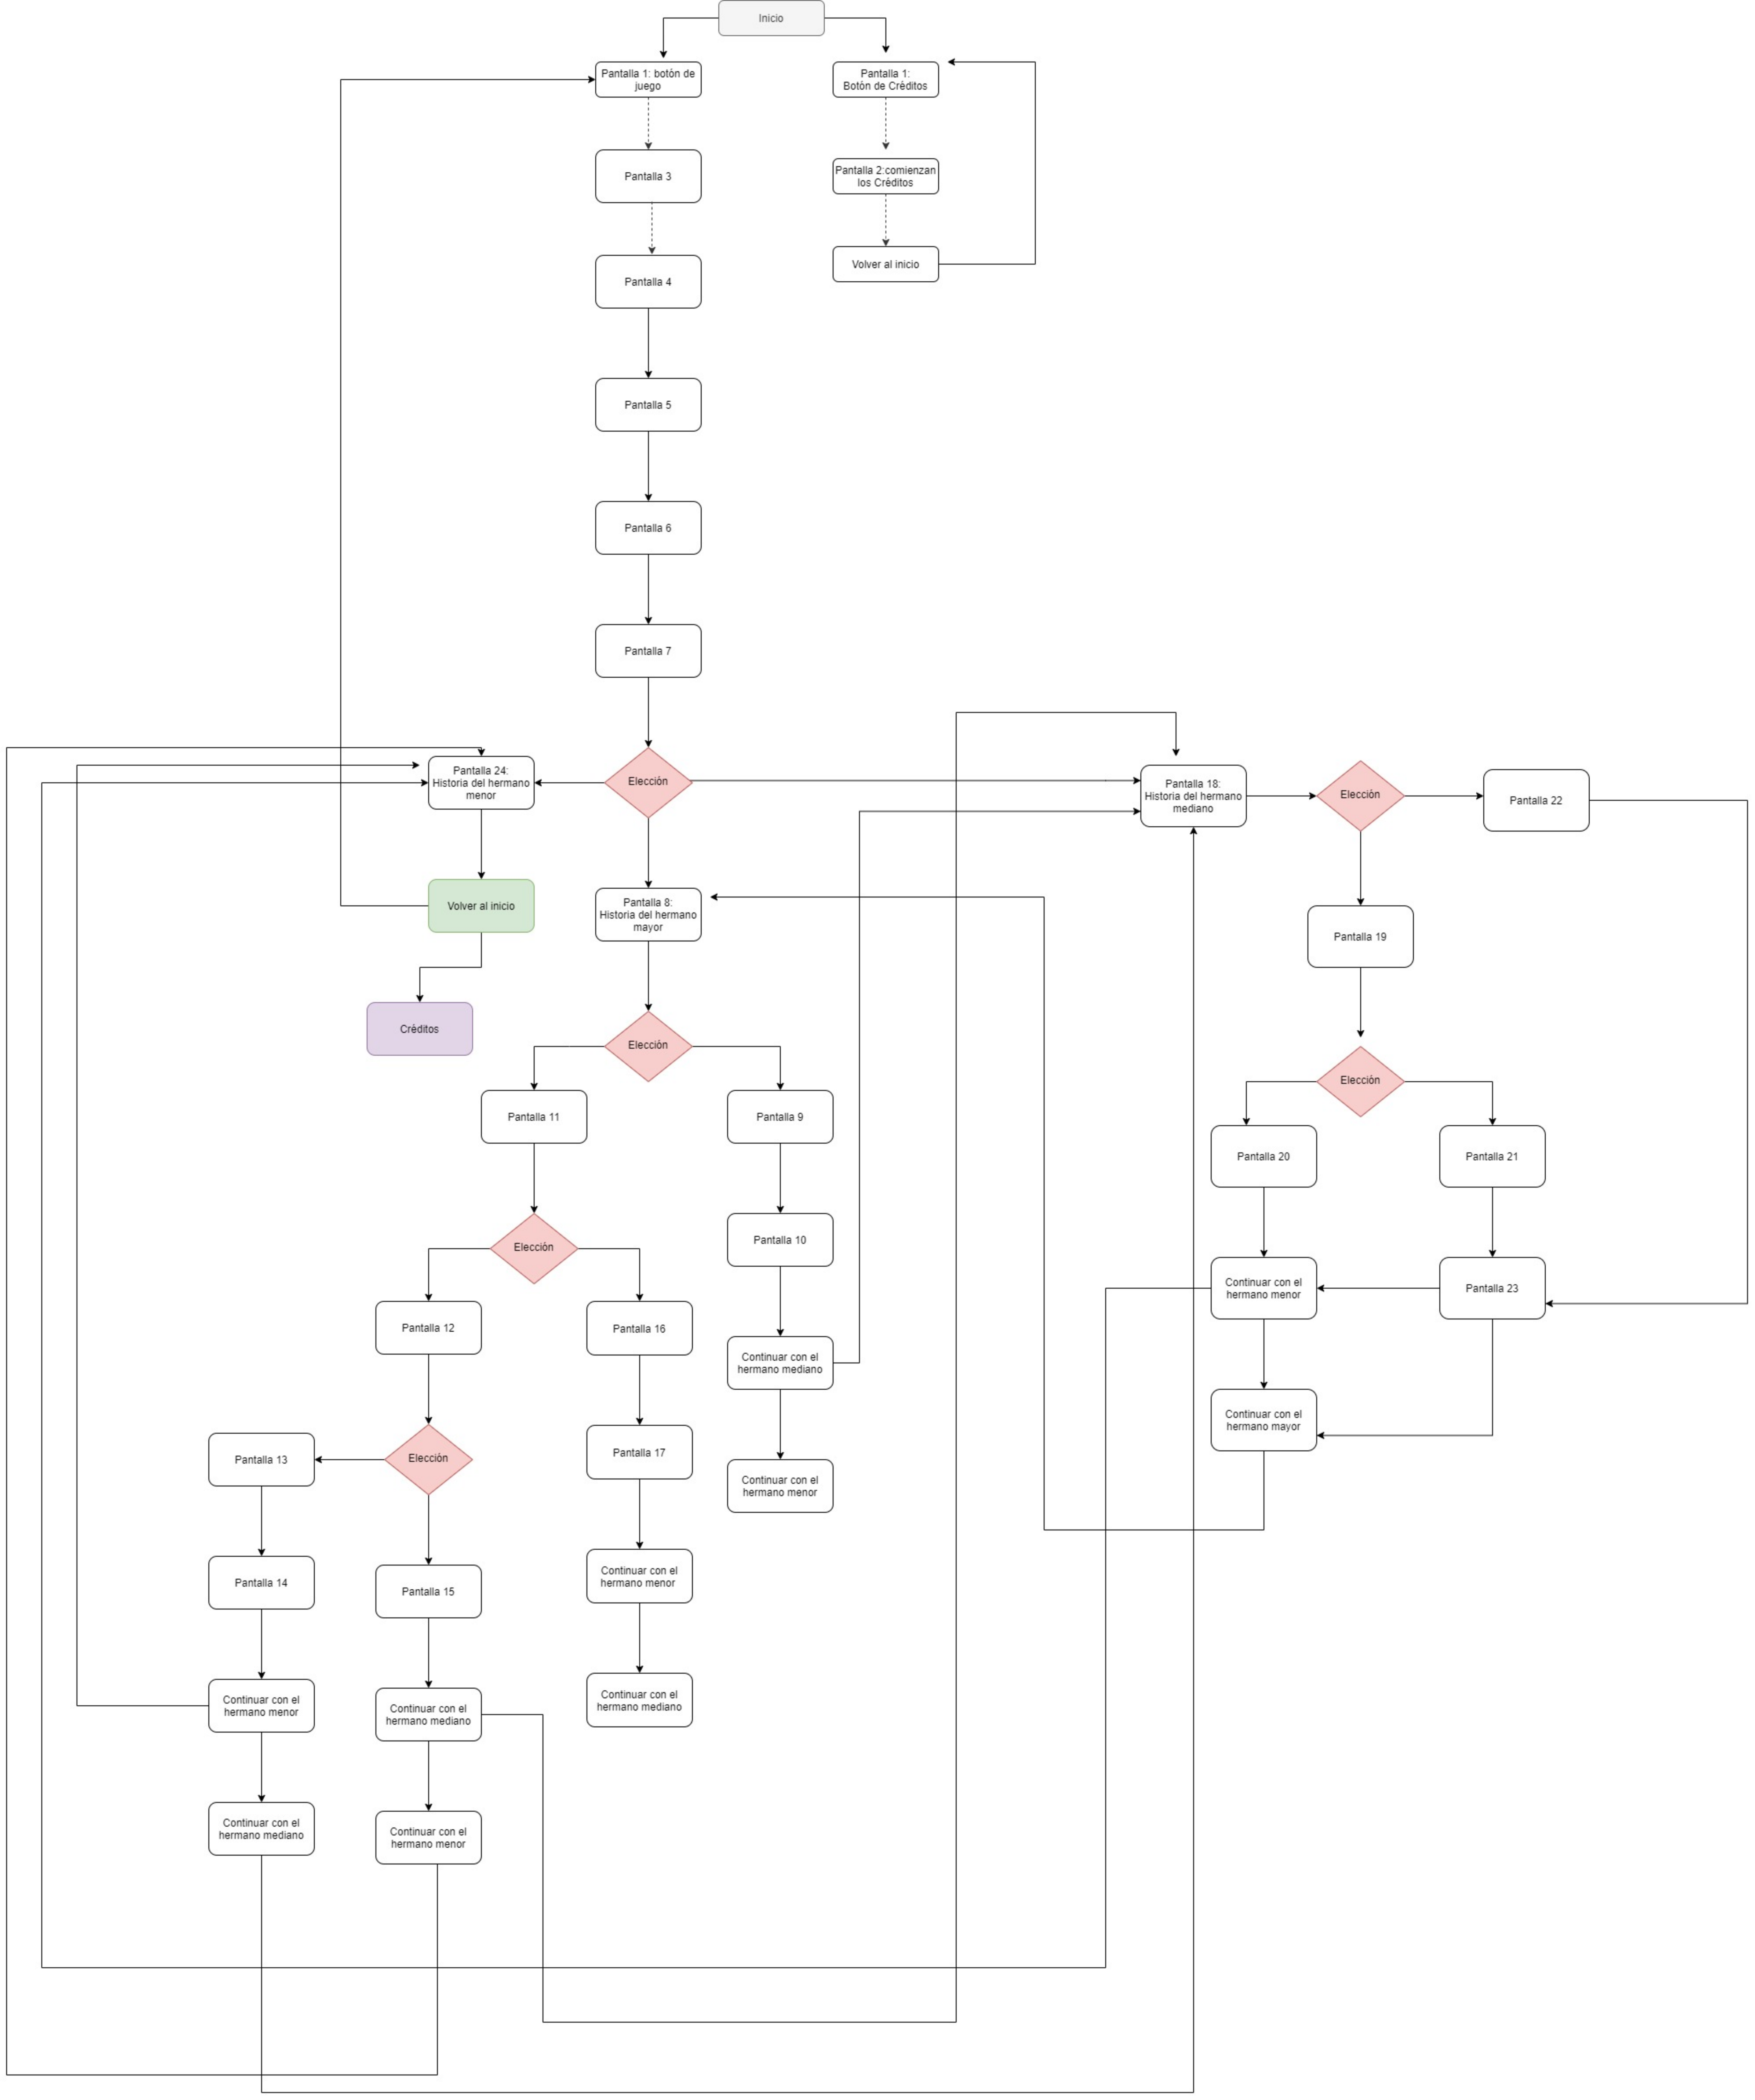 Inicio
Pantalla 1: botón de
juego
Pantalla 1:
Botón de Créditos
Pantalla 3
Pantalla 2:comienzan
los Créditos
Pantalla 4
Volver al inicio
Pantalla 5
Pantalla 6
Pantalla 7
Pantalla 24:
Historia del hermano
menor
Elección
Pantalla 18:
Historia del hermano
mediano
Elección
Pantalla 22
Volver al inicio
Pantalla 8:
Historia del hermano
mayor
Pantalla 19
Créditos
Elección
Elección
Pantalla 11
Pantalla 9
Pantalla 20
Pantalla 21
Elección
Pantalla 10
Continuar con el
hermano menor
Pantalla 23
Pantalla 12
Pantalla 16
Continuar con el
hermano mediano
Continuar con el
hermano mayor
Pantalla 13
Elección
Pantalla 17
Continuar con el
hermano menor
Pantalla 14
Pantalla 15
Continuar con el
hermano menor
Continuar con el
hermano menor
Continuar con el
hermano mediano
Continuar con el
hermano mediano
Continuar con el
hermano mediano
Continuar con el
hermano menor